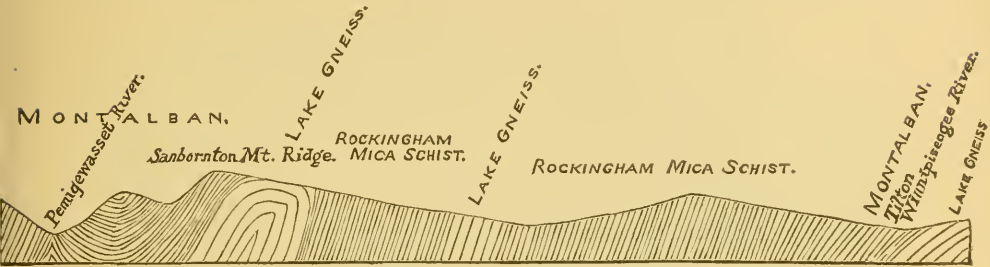 MONTALBAN.
Pemigewasset River.
Sanbornton Mt. Ridge.
LAKE GNEISS.
ROCKINGHAM
MICA SCHIST.
LAKE GNEISS.
ROCKINGHAM MICA SCHIST.
MONTALBAN.
Tilton
Winnipiseogee River.
LAKE GNEISS